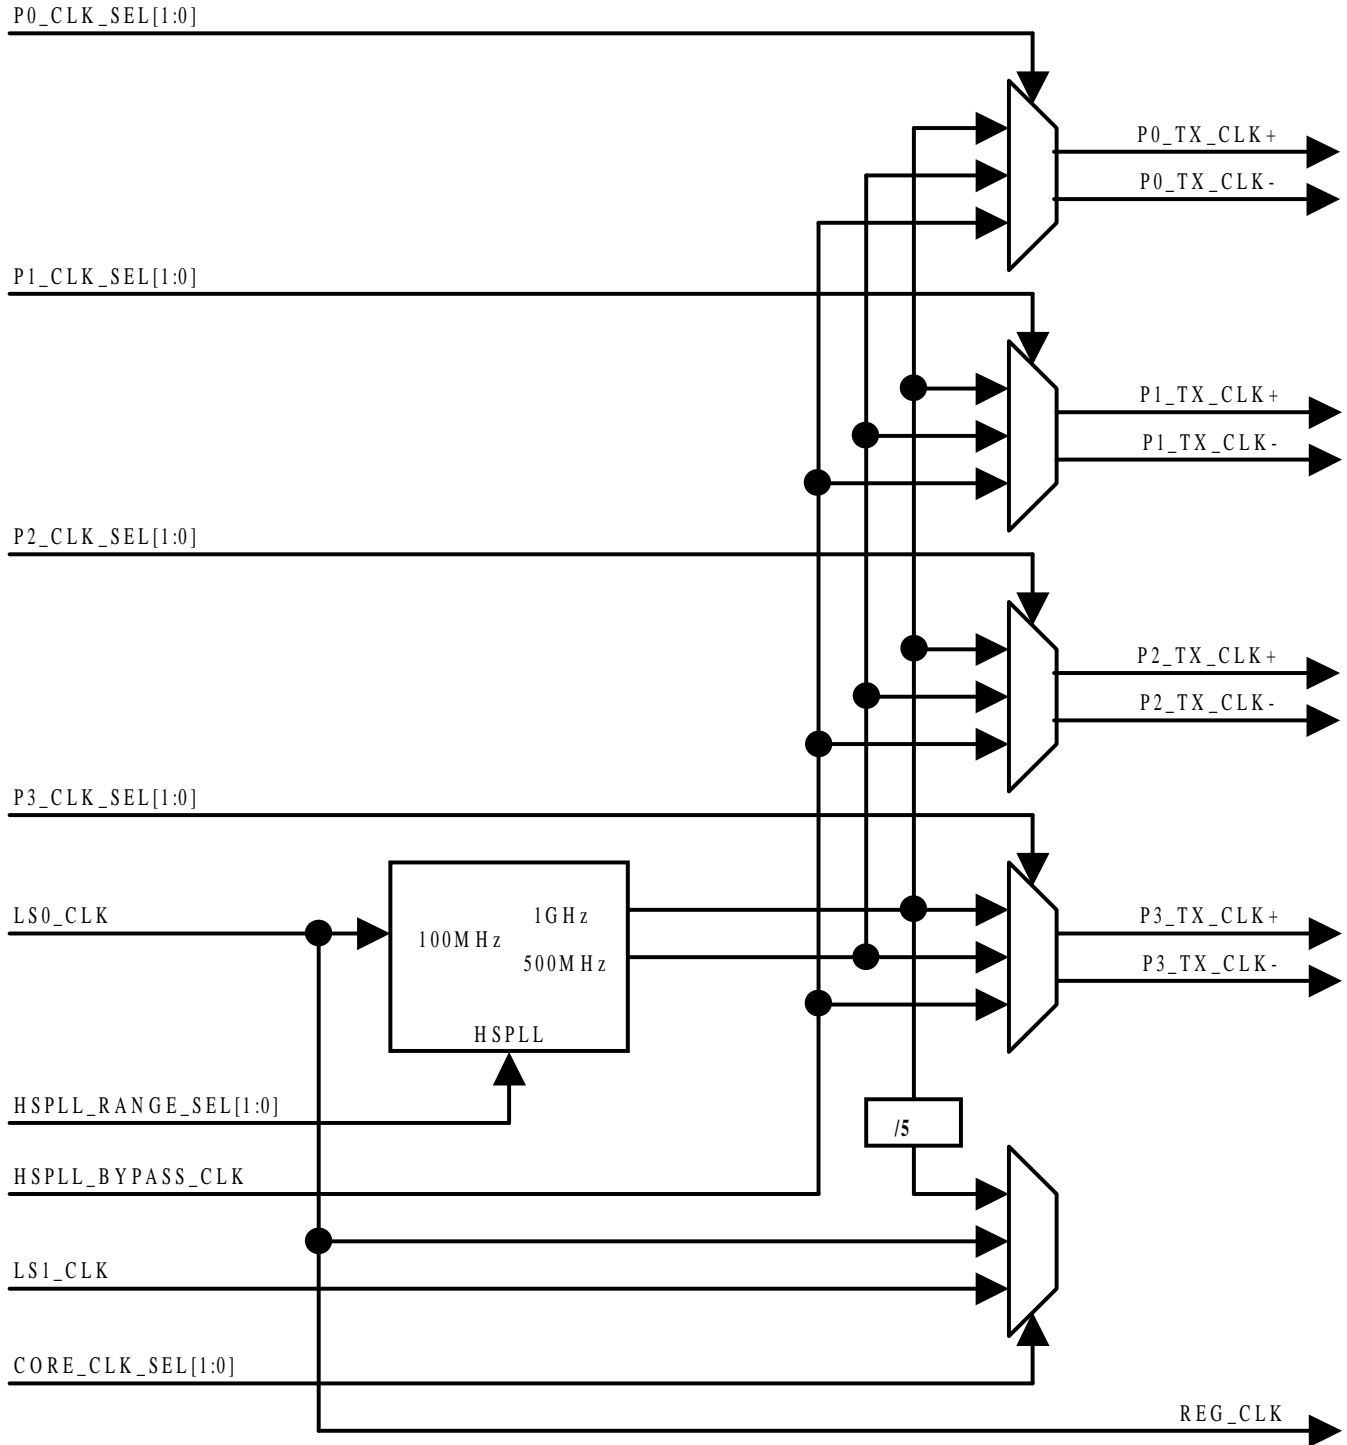 P0_CLK_SEL[1:0]
P0_TX_CLK+
P0_TX_CLK-
P1_CLK_SEL[1:0]
P1_TX_CLK+
P1_TX_CLK-
P2_CLK_SEL[1:0]
P2_TX_CLK+
P2_TX_CLK-
P3_CLK_SEL[1:0]
LS0_CLK
1GHz
100MHz
500MHz
HSPLL
P3_TX_CLK+
P3_TX_CLK-
HSPLL_RANGE_SEL[1:0]
/5
HSPLL_BYPASS_CLK
LS1_CLK
CORE_CLK_SEL[1:0]
REG_CLK